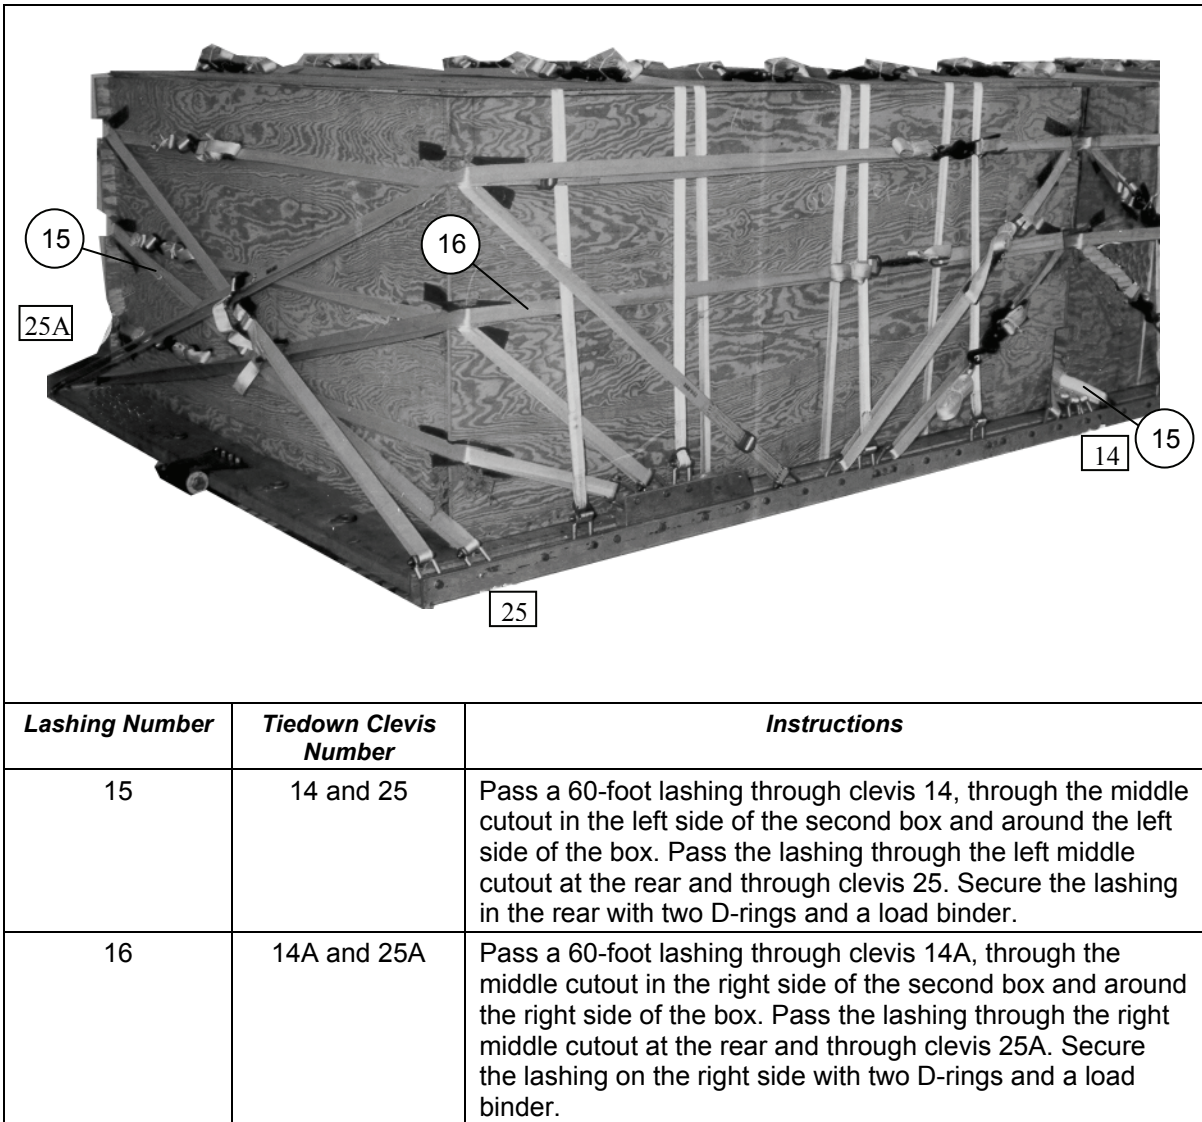 15
16
25A
15
14
25
Lashing Number
Tiedown Clevis
Number
Instructions
15
14 and 25
Pass a 60-foot lashing through clevis 14, through the middle
cutout in the left side of the second box and around the left
side of the box. Pass the lashing through the left middle
cutout at the rear and through clevis 25. Secure the lashing
in the rear with two D-rings and a load binder.
16
14A and 25A
Pass a 60-foot lashing through clevis 14A, through the
middle cutout in the right side of the second box and around
the right side of the box. Pass the lashing through the right
middle cutout at the rear and through clevis 25A. Secure
the lashing on the right side with two D-rings and a load
binder.